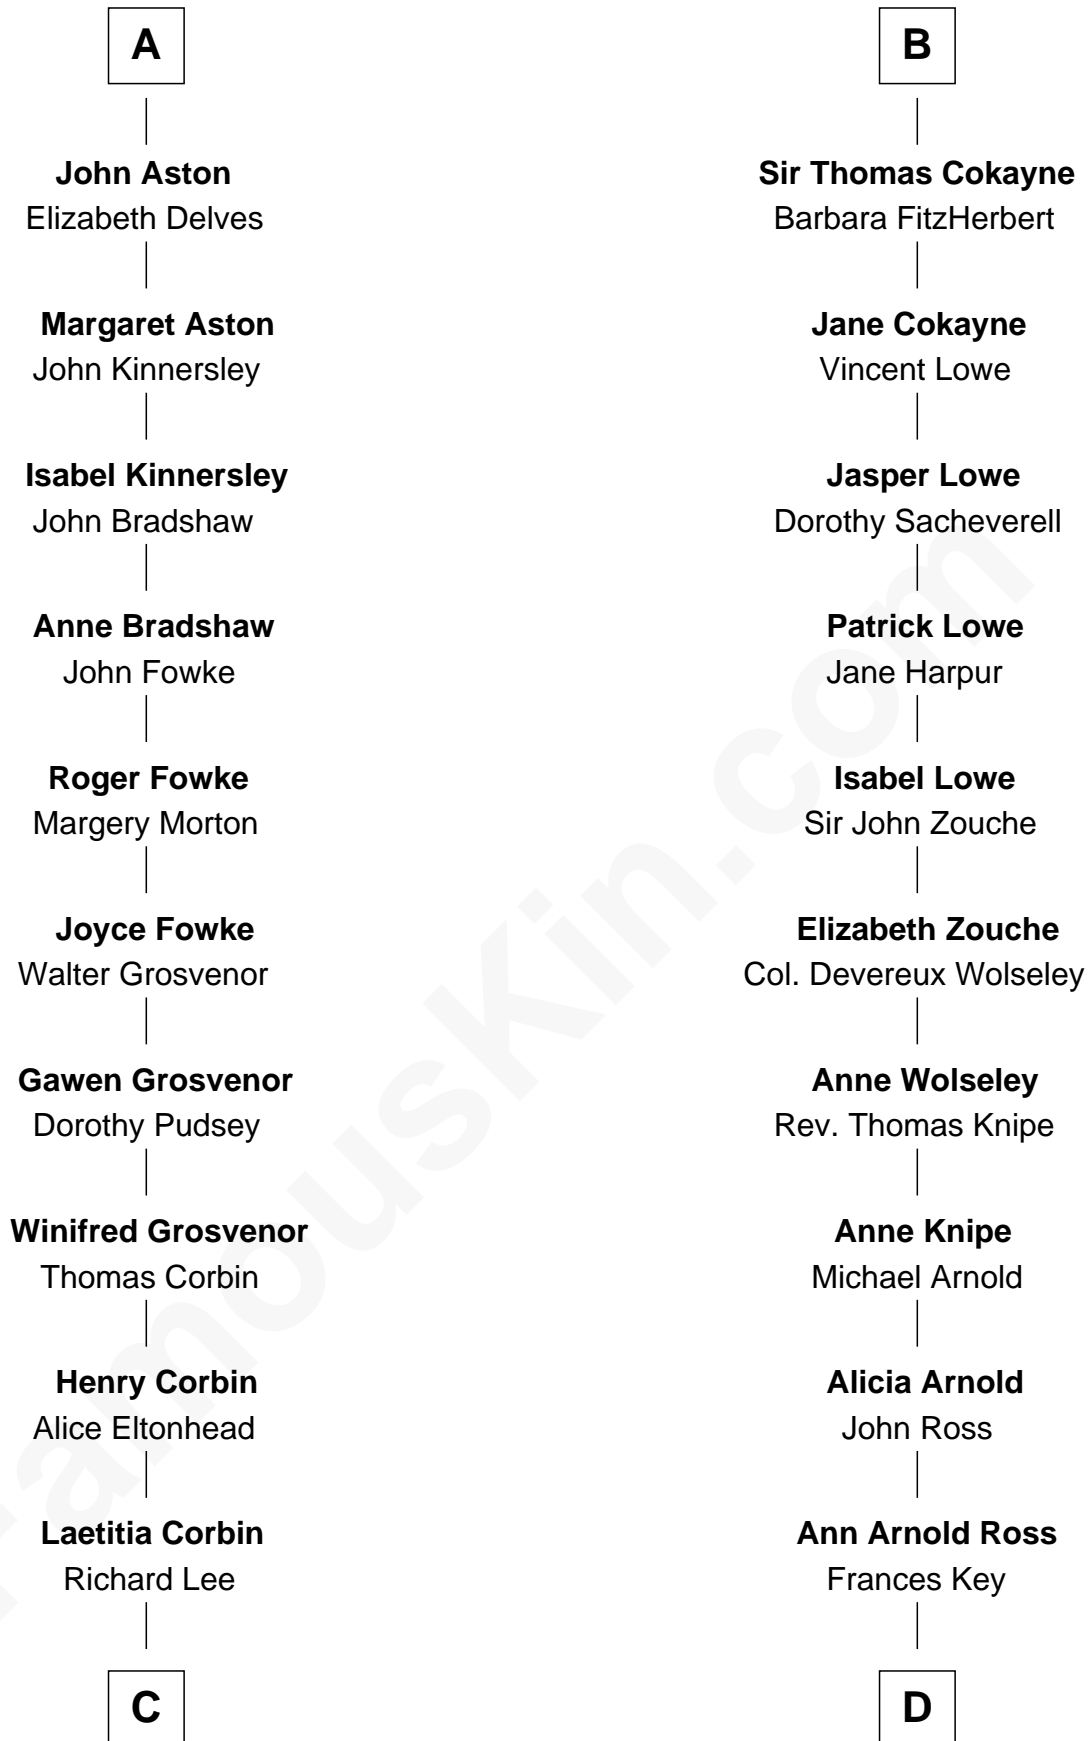 A
John Aston
Elizabeth Delves
Margaret Aston
John Kinnersley
Isabel Kinnersley
John Bradshaw
Anne Bradshaw
John Fowke
Roger Fowke
Margery Morton
Joyce Fowke
Walter Grosvenor
Gawen Grosvenor
Dorothy Pudsey
Winifred Grosvenor
Thomas Corbin
Henry Corbin
Alice Eltonhead
Laetitia Corbin
Richard Lee
C
B
Sir Thomas Cokayne
Barbara FitzHerbert
Jane Cokayne
Vincent Lowe
Jasper Lowe
Dorothy Sacheverell
Patrick Lowe
Jane Harpur
Isabel Lowe
Sir John Zouche
Elizabeth Zouche
Col. Devereux Wolseley
Anne Wolseley
Rev. Thomas Knipe
Anne Knipe
Michael Arnold
Alicia Arnold
John Ross
Ann Arnold Ross
Frances Key
D
FamousKin.com